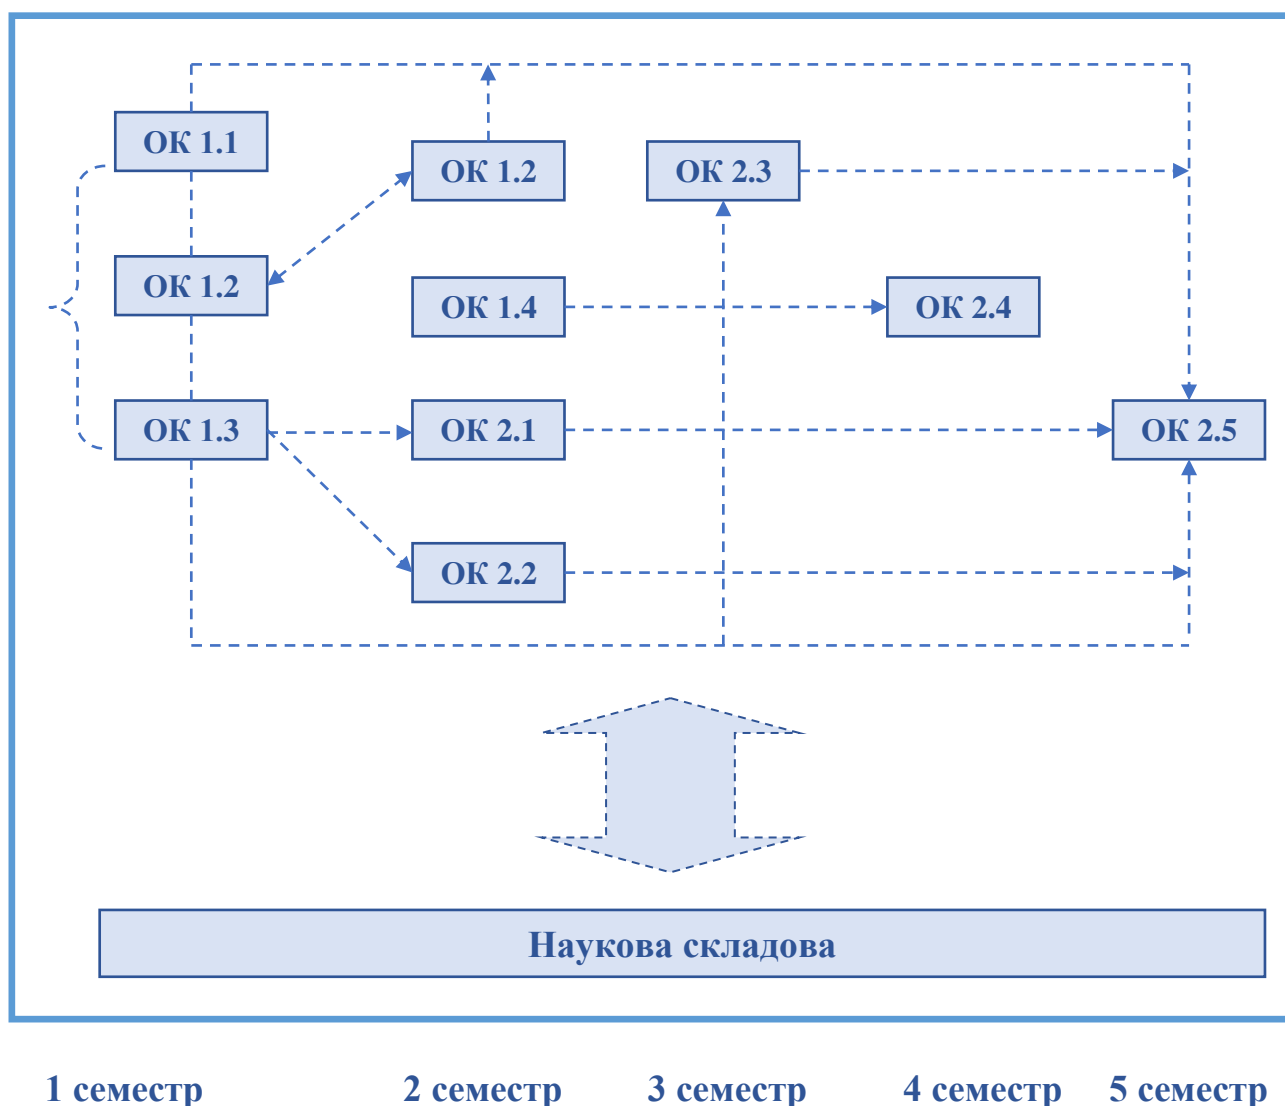 ОК 1.1
ОК 1.2
ОК 2.3
ОК 1.2
ОК 1.4
ОК 2.4
ОК 1.3
ОК 2.1
ОК 2.5
ОК 2.2
Наукова складова
1 семестр 2 семестр 3 семестр 4 семестр 5 семестр